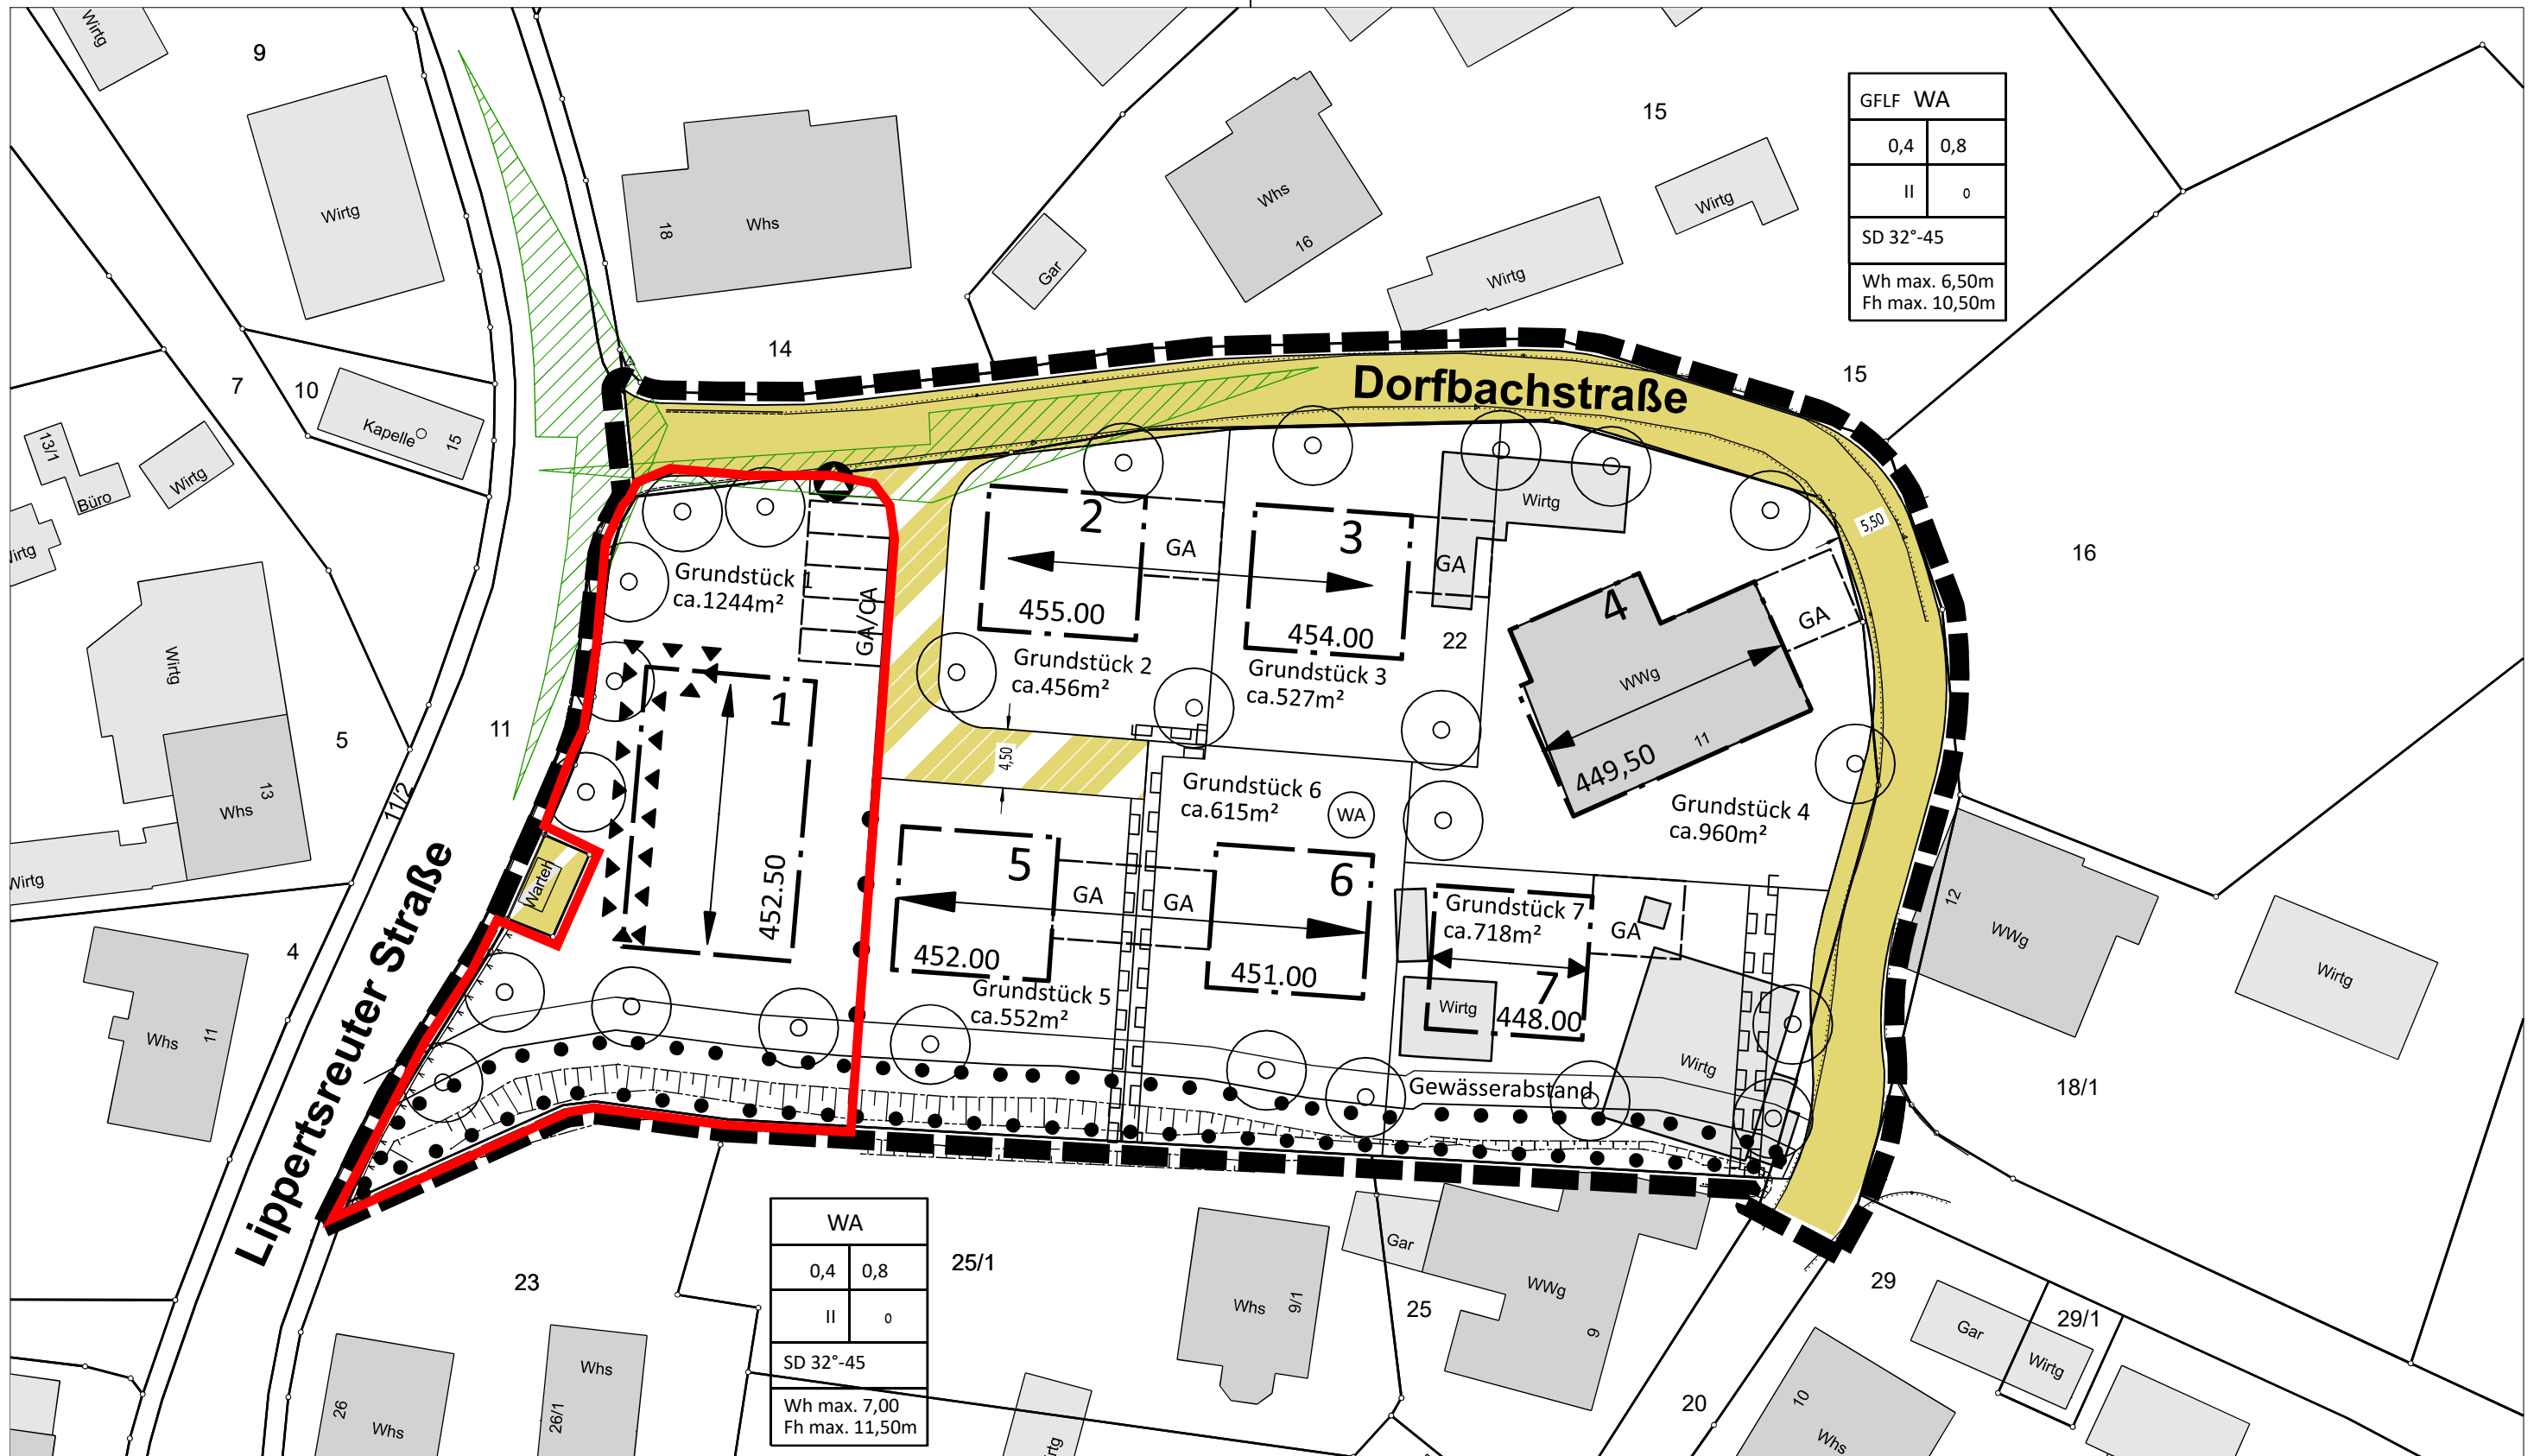 Wirtg
9
Wirtg
18
Whs
14
Gar
Whs
16
15
Wirtg
Wirtg
GFLF WA
0,4 0,8
II 0
SD 32°-45
Wh max. 6,50m
Fh max. 10,50m
15
7
10
Kapelle
15
13/1
Büro
Wirtg
Dorfbachstraße
5,50
16
Grundstück 1
ca.1244m²
GA/CA
2
455.00
GA
Grundstück 2
ca.456m²
3
454.00
Grundstück 3
ca.527m²
Wirtg
GA
22
4
WWg
449,50
11
GA
Grundstück 4
ca.960m²
Wirtg
Whs
13
5
11
11/2
Wirtg
1
452.50
4,50
Warteh
Grundstück 6
ca.615m²
WA
5
452.00
GA
Grundstück 5
ca.552m²
GA
6
451.00
Grundstück 7
ca.718m²
GA
7
448.00
Wirtg
Wirtg
Gewässerabstand
12
WWg
Wirtg
18/1
4
Whs
11
Lippertsreuter Straße
23
WA
0,4 0,8
II 0
SD 32°-45
Wh max. 7,00
Fh max. 11,50m
25/1
Whs
9/1
Gar
WWg
9
25
29
29/1
Gar
Wirtg
20
10
Whs
26
Whs
26/1
Whs